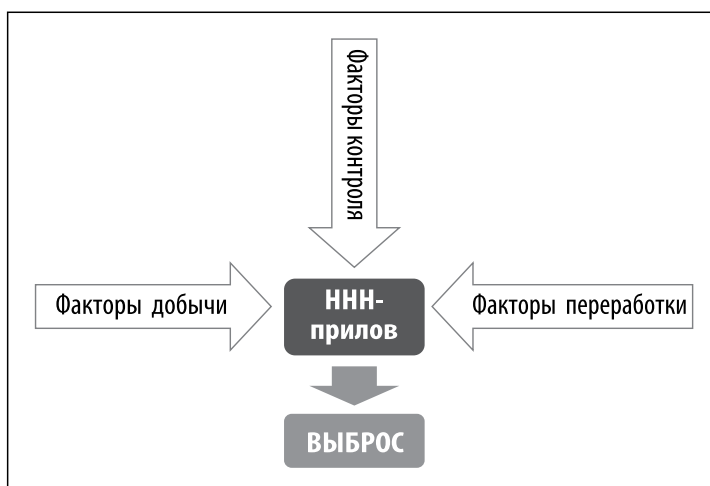 Факторы контроля
Факторы добычи
ННН-
прилов
Факторы переработки
ВЫБРОС